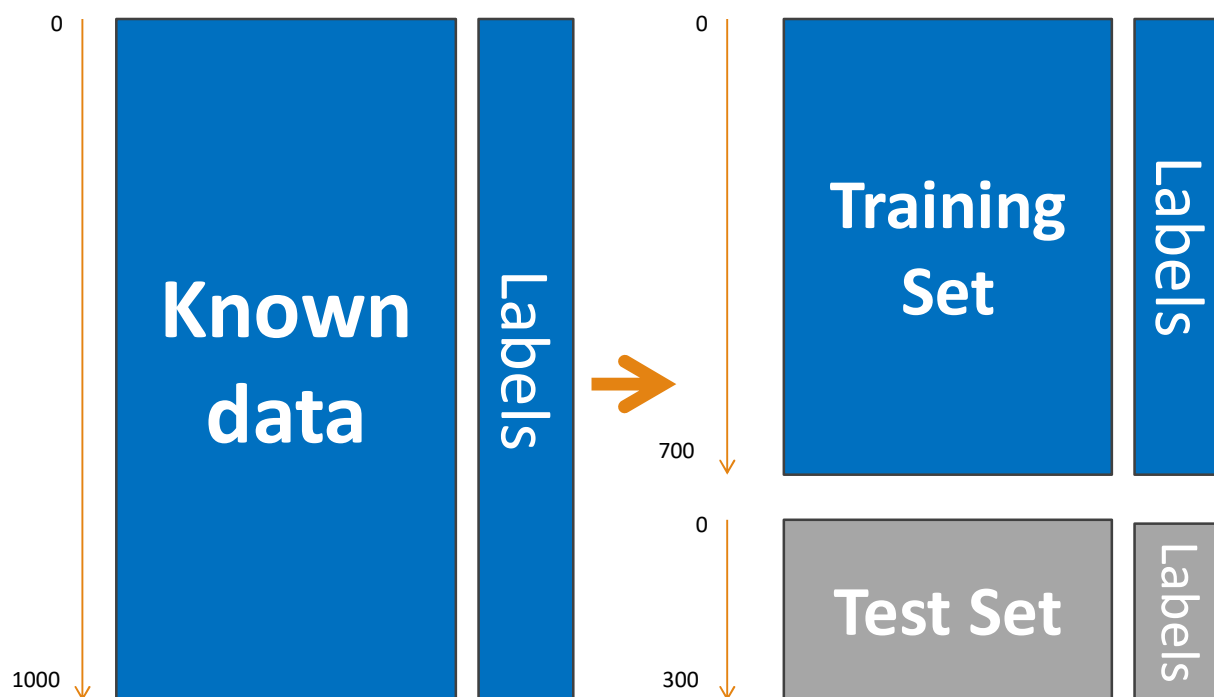 0
Known
data
Labels
1000
0
Training
Set
Labels
700
0
Test Set
Labels
300